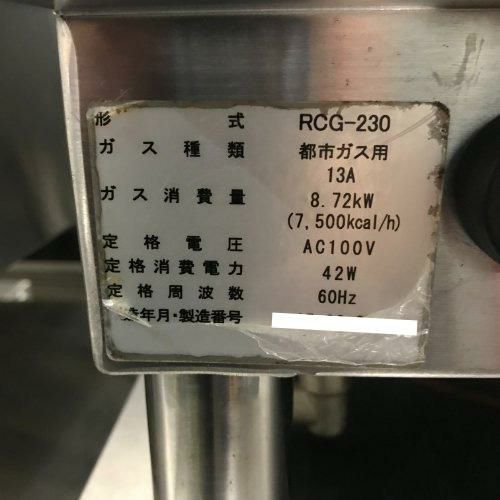 形式 RCG-230
ガス種類 都市ガス用
13A
ガス消費量 8.72kW
(7,500kcal/h)
定格電圧 AC100V
定格消費電力 42W
定格周波数 60Hz
造年月・製造番号